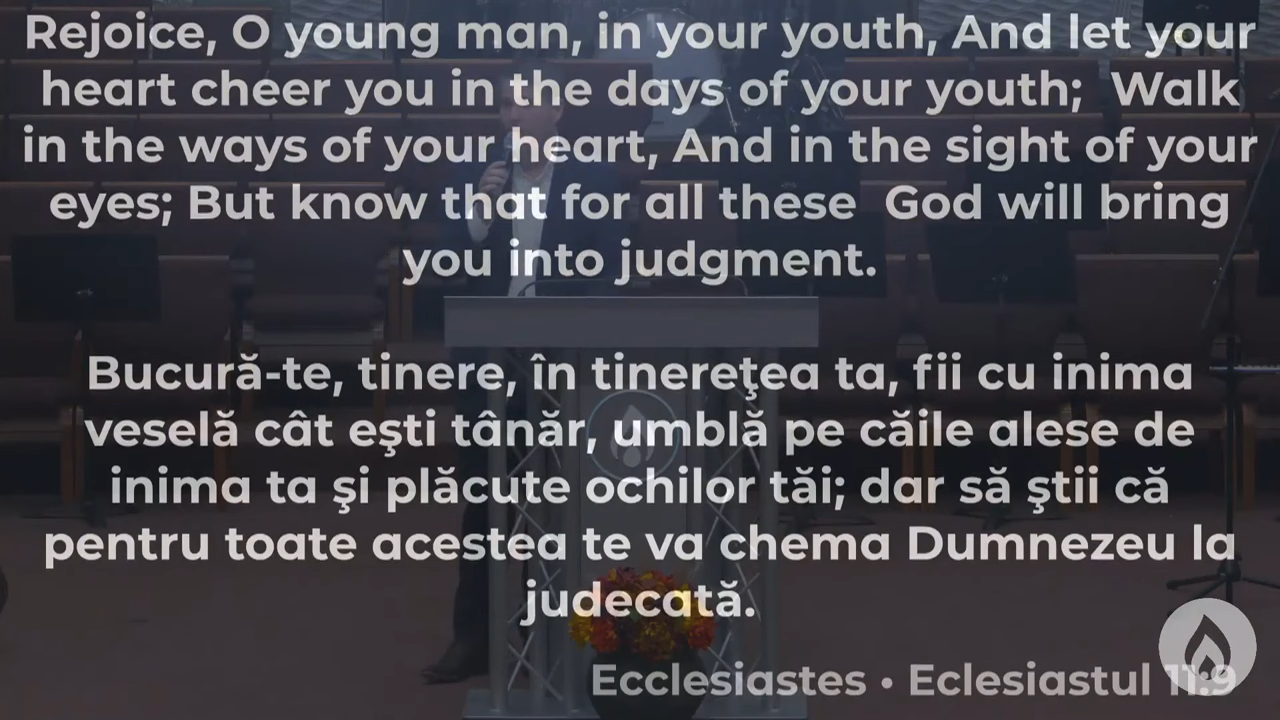 Rejoice, O young man, in your youth, And let your
heart cheer you in the days of your youth; Walk
in the ways of your heart, And in the sight of your
eyes; But know that for all these God will bring
you into judgment.
Bucură-te, tinere, în tinereţea ta, fii cu inima
veselă cât eşti tânăr, umblă pe căile alese de
inima ta şi plăcute ochilor tăi; dar să ştii că
pentru toate acestea te va chema Dumnezeu la
judecată.
Ecclesiastes • Eclesiastul 11:9